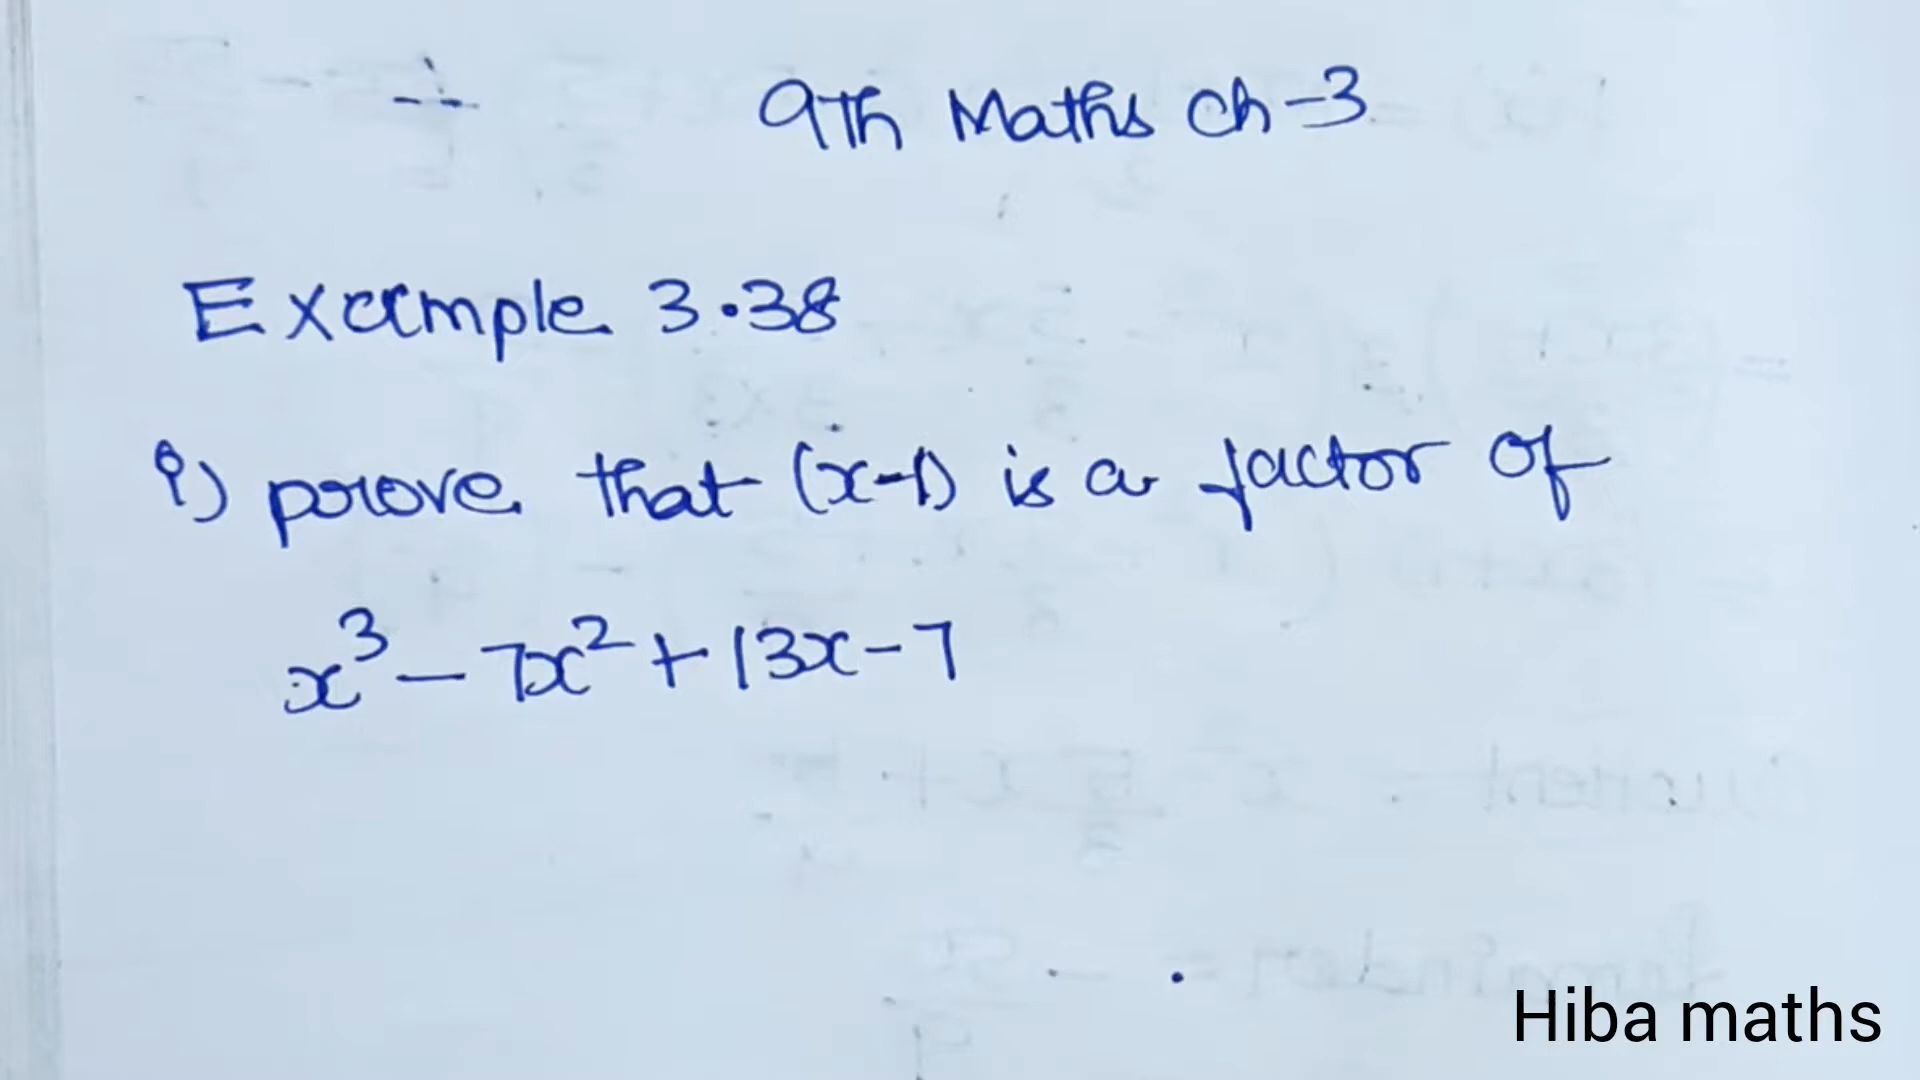 9th Maths Ch-3
Example 3.38
i) prove that (x-1) is a factor of
x³ - 7x² + 13x - 7
Hiba maths